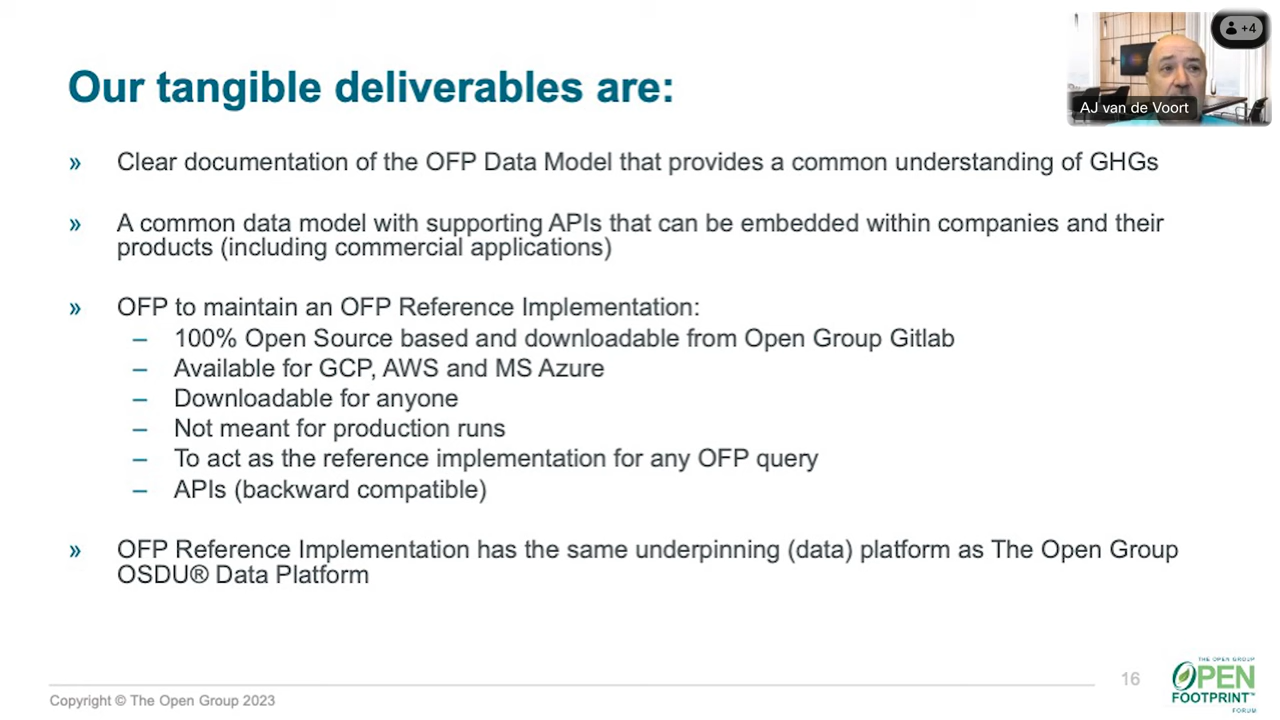 +4
AJ van de Voort
Our tangible deliverables are:
» Clear documentation of the OFP Data Model that provides a common understanding of GHGs
» A common data model with supporting APIs that can be embedded within companies and their
products (including commercial applications)
» OFP to maintain an OFP Reference Implementation:
– 100% Open Source based and downloadable from Open Group Gitlab
– Available for GCP, AWS and MS Azure
– Downloadable for anyone
– Not meant for production runs
– To act as the reference implementation for any OFP query
– APIs (backward compatible)
» OFP Reference Implementation has the same underpinning (data) platform as The Open Group
OSDU® Data Platform
Copyright © The Open Group 2023
16
THE OPEN GROUP
OPEN
FOOTPRINT™
FORUM